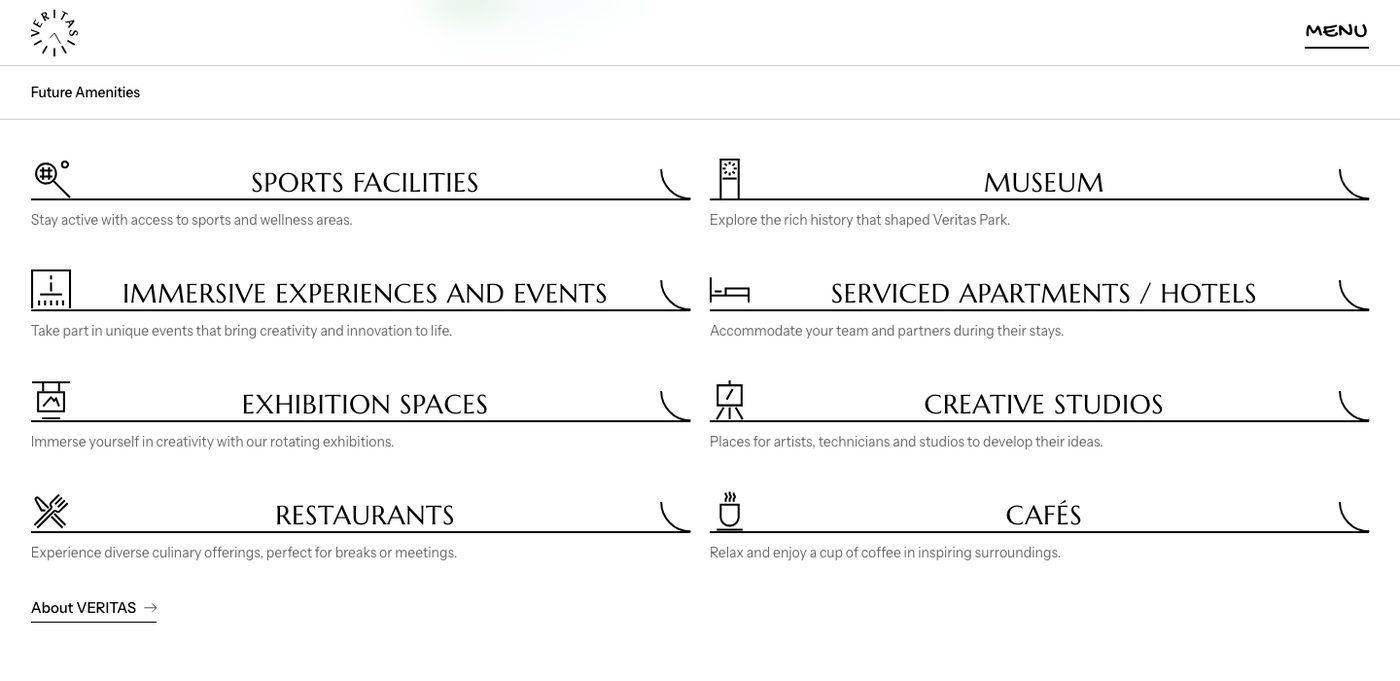 VERITAS
MENU
Future Amenities
SPORTS FACILITIES
Stay active with access to sports and wellness areas.
MUSEUM
Explore the rich history that shaped Veritas Park.
IMMERSIVE EXPERIENCES AND EVENTS
Take part in unique events that bring creativity and innovation to life.
SERVICED APARTMENTS / HOTELS
Accommodate your team and partners during their stays.
EXHIBITION SPACES
Immerse yourself in creativity with our rotating exhibitions.
CREATIVE STUDIOS
Places for artists, technicians and studios to develop their ideas.
RESTAURANTS
Experience diverse culinary offerings, perfect for breaks or meetings.
CAFÉS
Relax and enjoy a cup of coffee in inspiring surroundings.
About VERITAS →